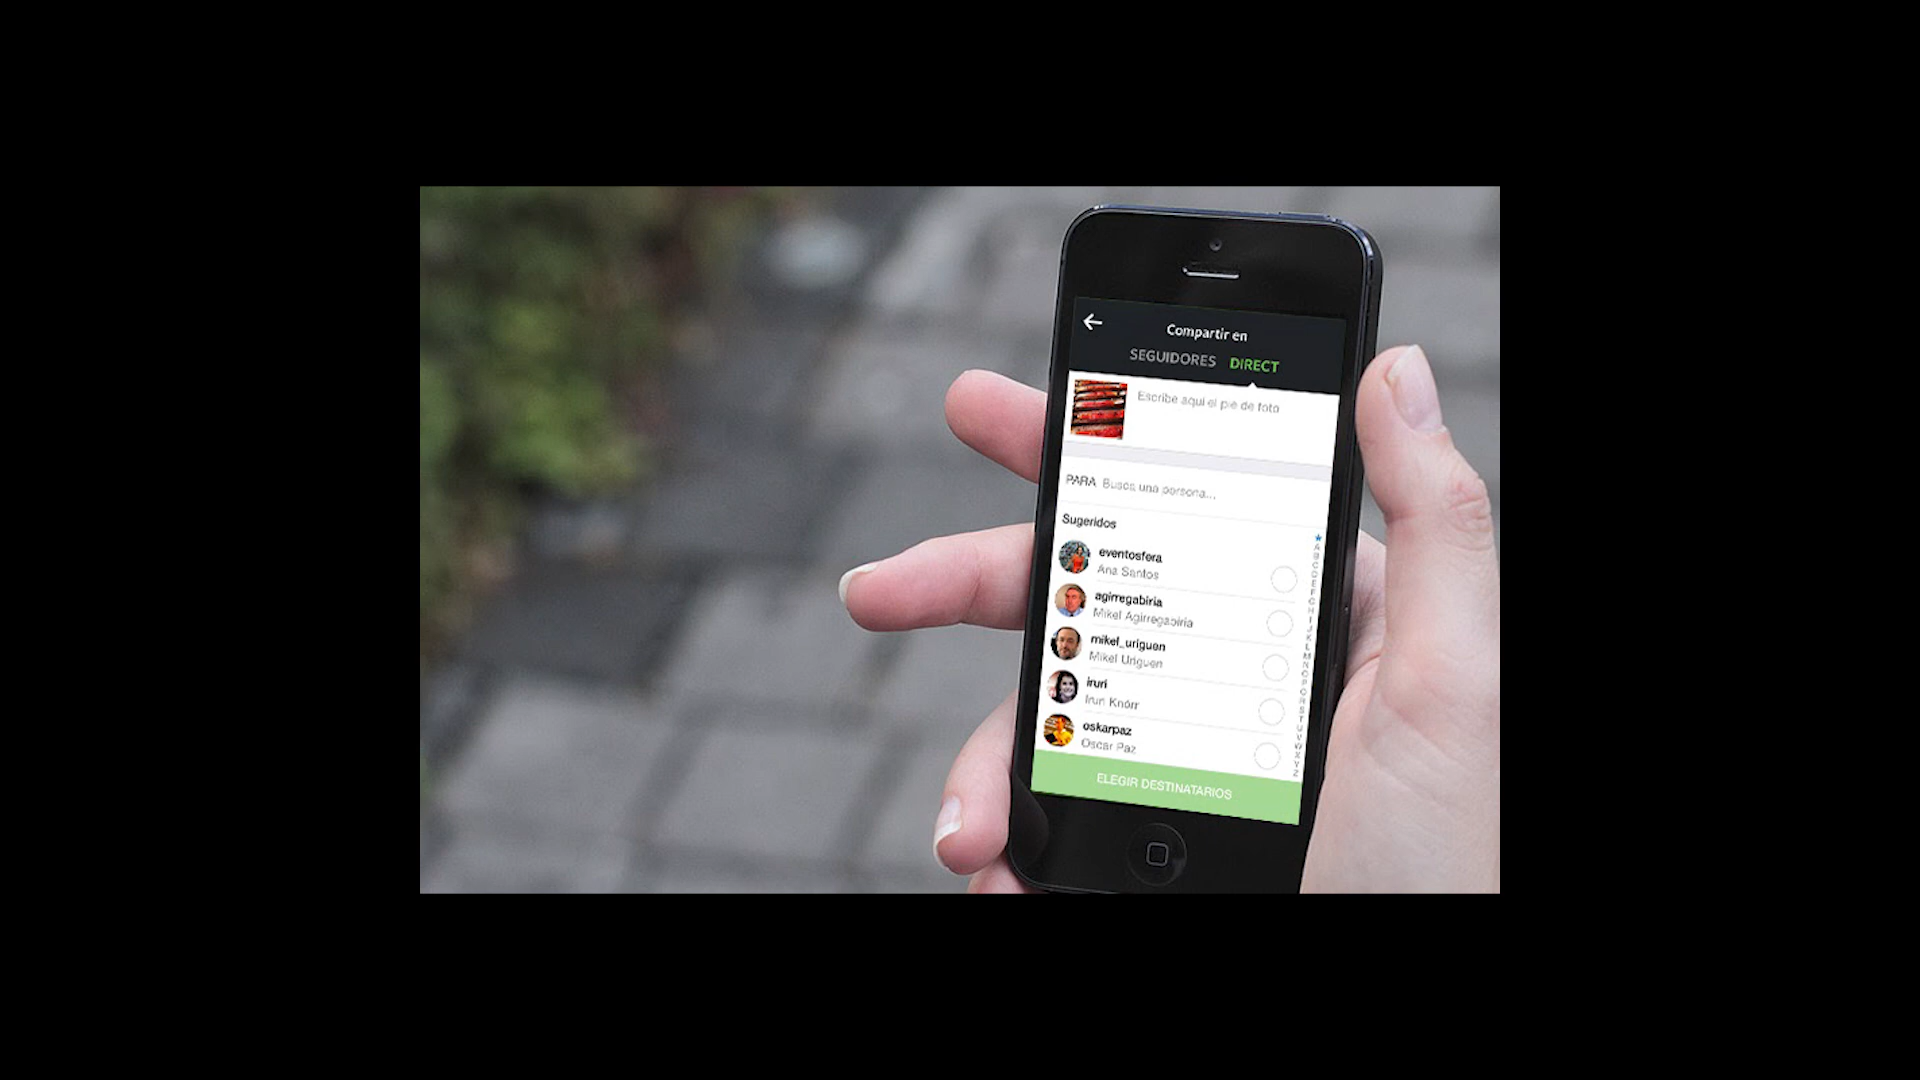 Compartir en
SEGUIDORES DIRECT
Escribe aquí el pie de foto
PARA Busca una persona...
Sugeridos
eventosfera
Ana Santos
agirregabiria
Mikel Agirregabiria
mikel_uriguen
Mikel Uriguen
iruri
Iruri Knörr
oskarpaz
Oscar Paz
ELEGIR DESTINATARIOS
A
B
C
D
E
F
G
H
I
J
K
L
M
N
O
P
Q
R
S
T
U
V
W
X
Y
Z